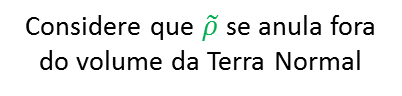 Considere que ρ̃ se anula fora
do volume da Terra Normal